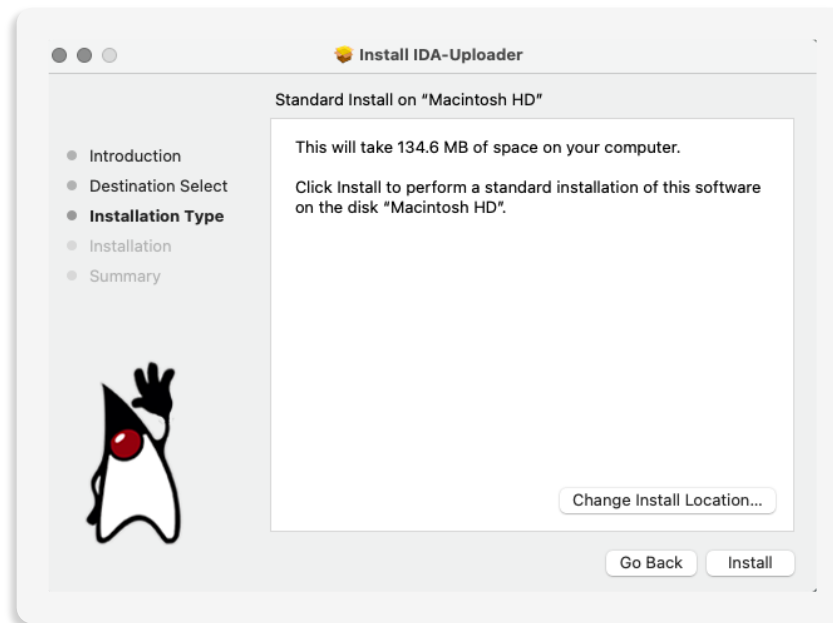 Install IDA-Uploader
Standard Install on “Macintosh HD”
Introduction
Destination Select
Installation Type
Installation
Summary
This will take 134.6 MB of space on your computer.
Click Install to perform a standard installation of this software
on the disk “Macintosh HD”.
Change Install Location...
Go Back
Install